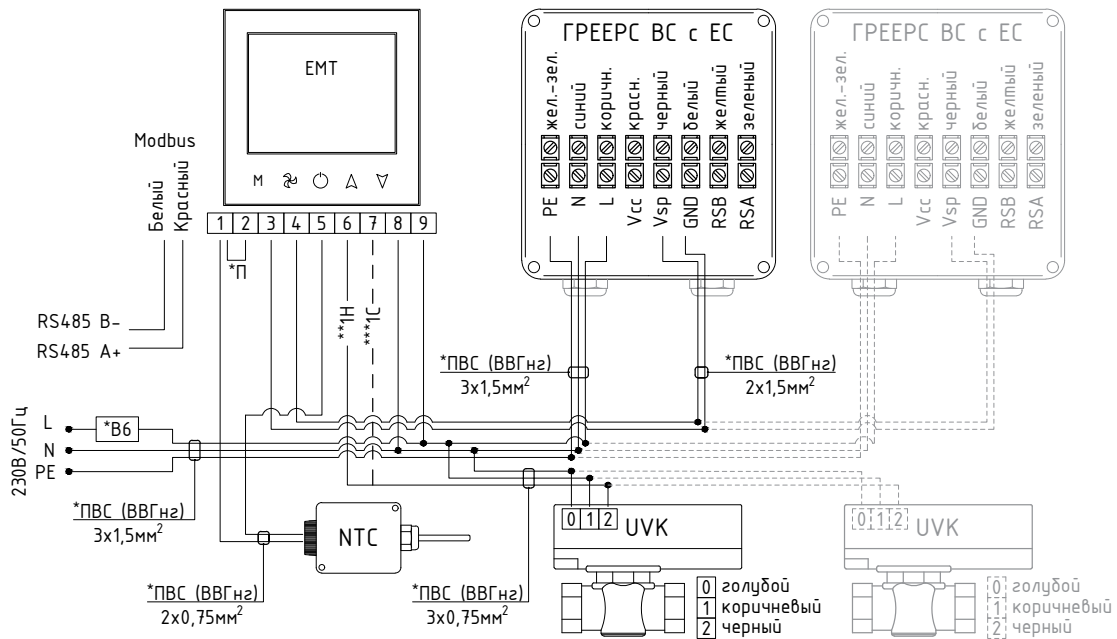 EMT
M
Modbus
Белый
Красный
1 2 3 4 5 6 7 8 9
*П
**1Н
***1С
RS485 B-
RS485 A+
230В/50Гц
L
N
PE
*В6
*ПВС (ВВГнг)
3х1,5мм²
*ПВС (ВВГнг)
2х0,75мм²
NTC
*ПВС (ВВГнг)
3х0,75мм²
*ПВС (ВВГнг)
3х1,5мм²
*ПВС (ВВГнг)
2х1,5мм²
ГРЕЕРС ВС с ЕС
жел.-зел.
синий
коричн.
красн.
черный
белый
желтый
зеленый
PE
N
L
Vcc
Vsp
GND
RSB
RSA
ГРЕЕРС ВС с ЕС
жел.-зел.
синий
коричн.
красн.
черный
белый
желтый
зеленый
PE
N
L
Vcc
Vsp
GND
RSB
RSA
0 1 2
UVK
0 голубой
1 коричневый
2 черный
0 1 2
UVK
0 голубой
1 коричневый
2 черный